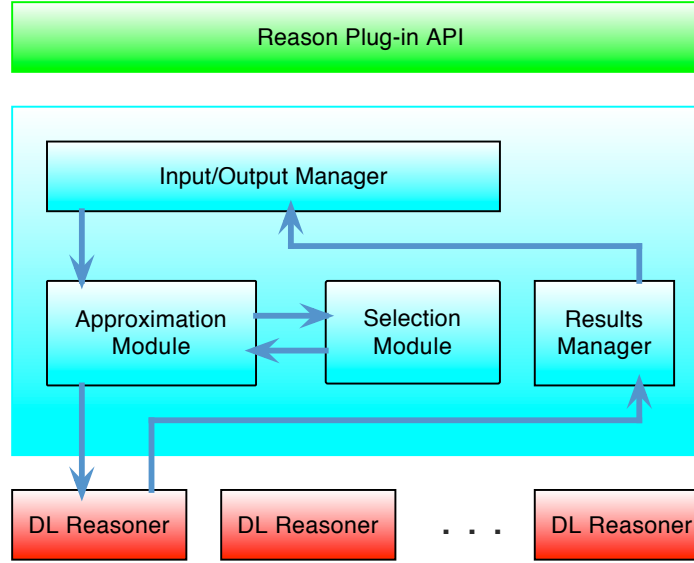 Reason Plug-in API
Input/Output Manager
Approximation
Module
Selection
Module
Results
Manager
DL Reasoner
DL Reasoner
. . .
DL Reasoner